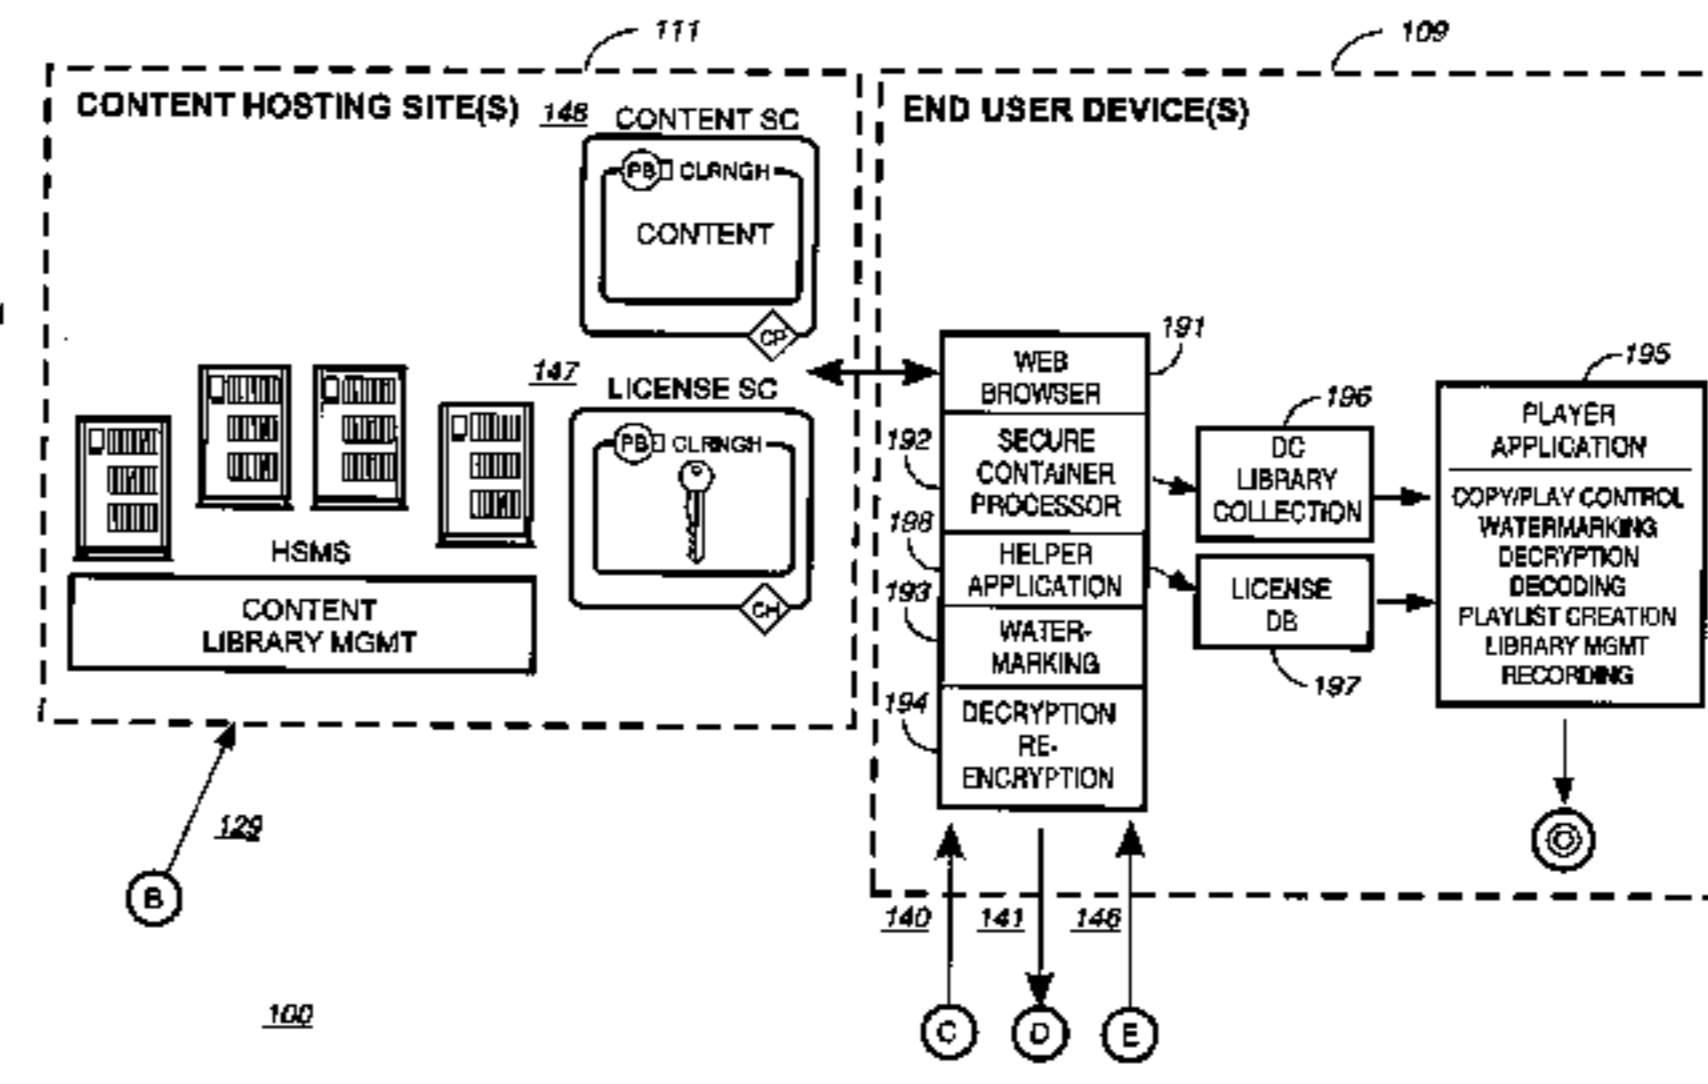 111
CONTENT HOSTING SITE(S)
148
CONTENT SC
PB CLRNGH
CONTENT
CP
147
LICENSE SC
PB CLRNGH
CH
HSMS
CONTENT
LIBRARY MGMT
129
B
100
109
END USER DEVICE(S)
191
WEB
BROWSER
192
SECURE
CONTAINER
PROCESSOR
198
HELPER
APPLICATION
193
WATER-
MARKING
194
DECRYPTION
RE-
ENCRYPTION
196
DC
LIBRARY
COLLECTION
LICENSE
DB
197
195
PLAYER
APPLICATION
COPY/PLAY CONTROL
WATERMARKING
DECRYPTION
DECODING
PLAYLIST CREATION
LIBRARY MGMT
RECORDING
140
141
146
C
D
E